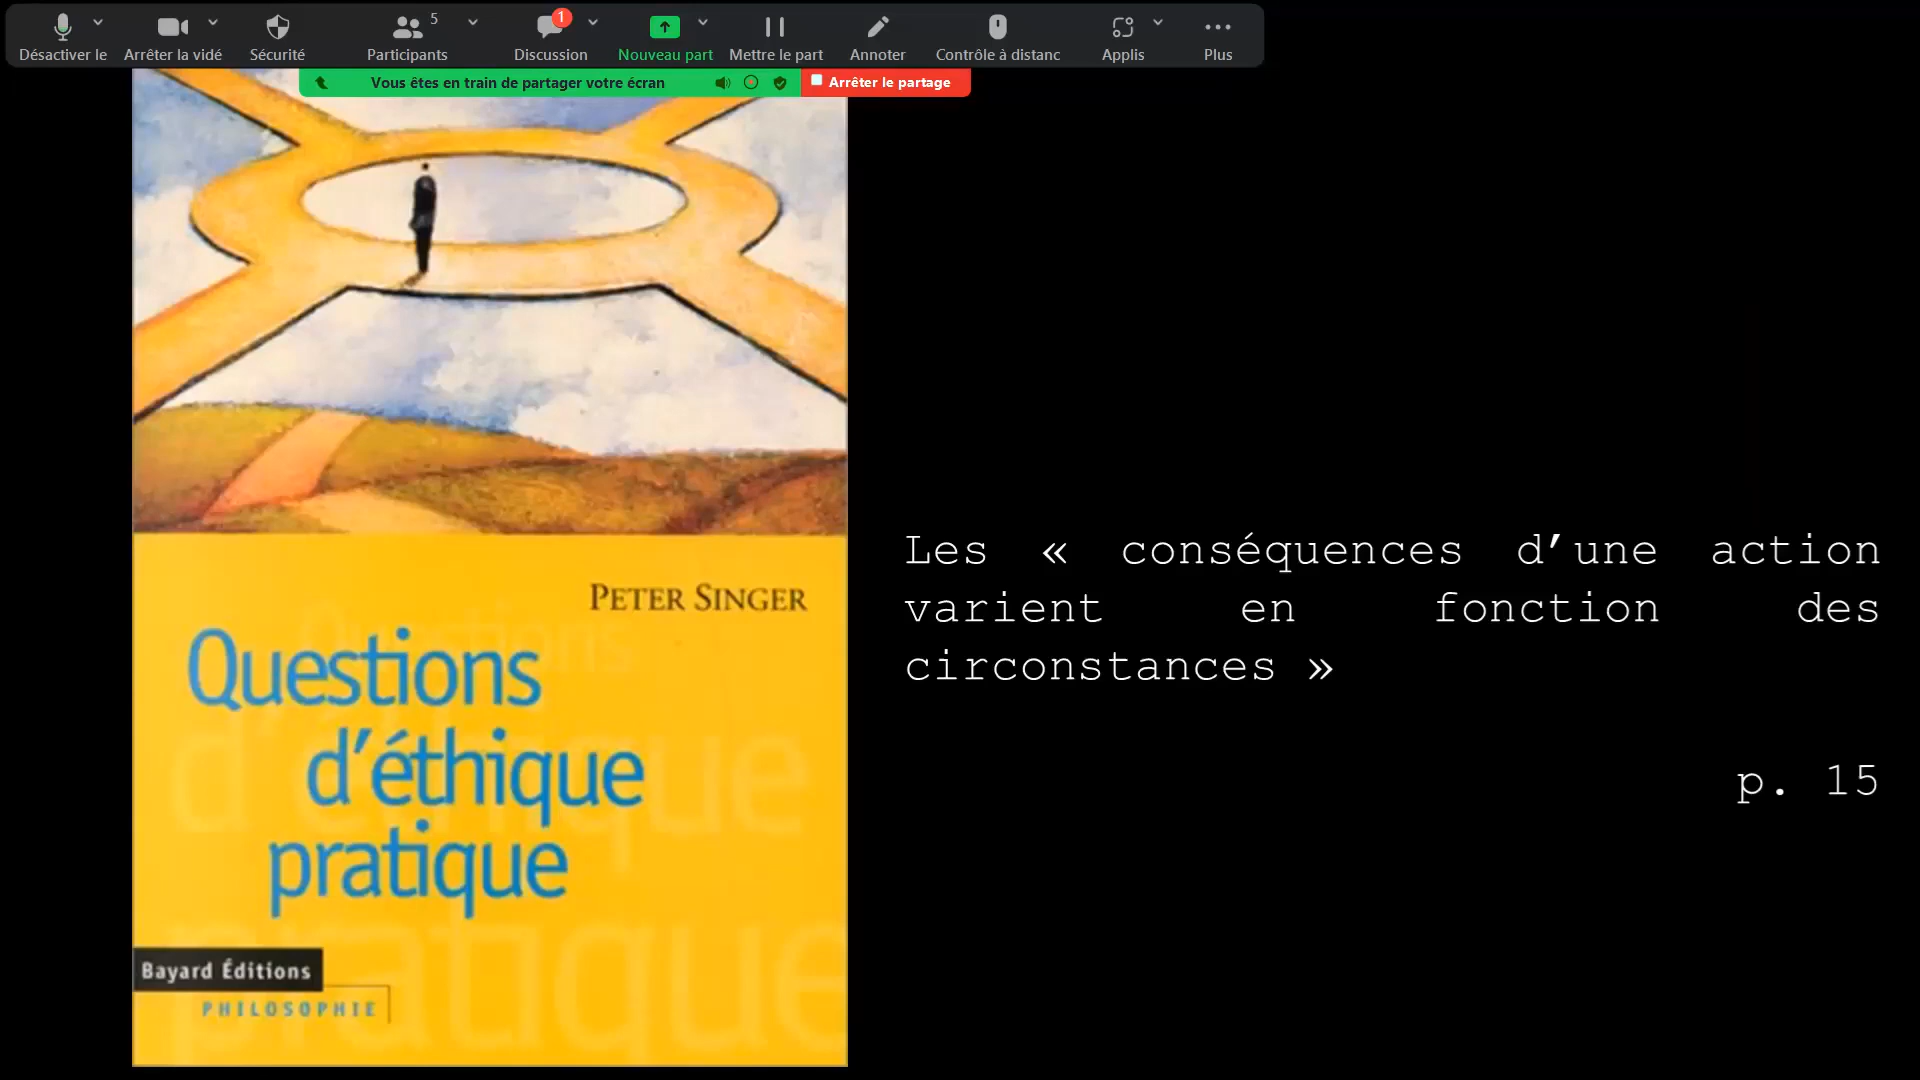 Désactiver le
Arrêter la vidé
Sécurité
5
Participants
1
Discussion
Nouveau part
Mettre le part
Annoter
Contrôle à distanc
Applis
Plus
Vous êtes en train de partager votre écran
Arrêter le partage
PETER SINGER
Questions
d'éthique
pratique
Bayard Éditions
PHILOSOPHIE
Les « conséquences d’une action
varient en fonction des
circonstances »
p. 15